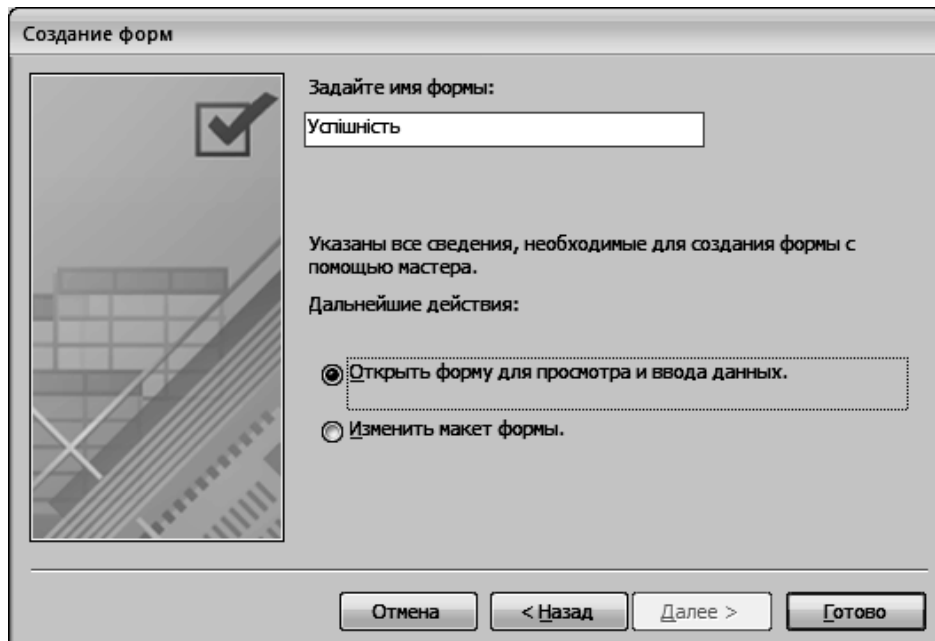 Создание форм
Задайте имя формы:
Успішність
Указаны все сведения, необходимые для создания формы с
помощью мастера.
Дальнейшие действия:
Открыть форму для просмотра и ввода данных.
Изменить макет формы.
Отмена
< Назад
Далее >
Готово